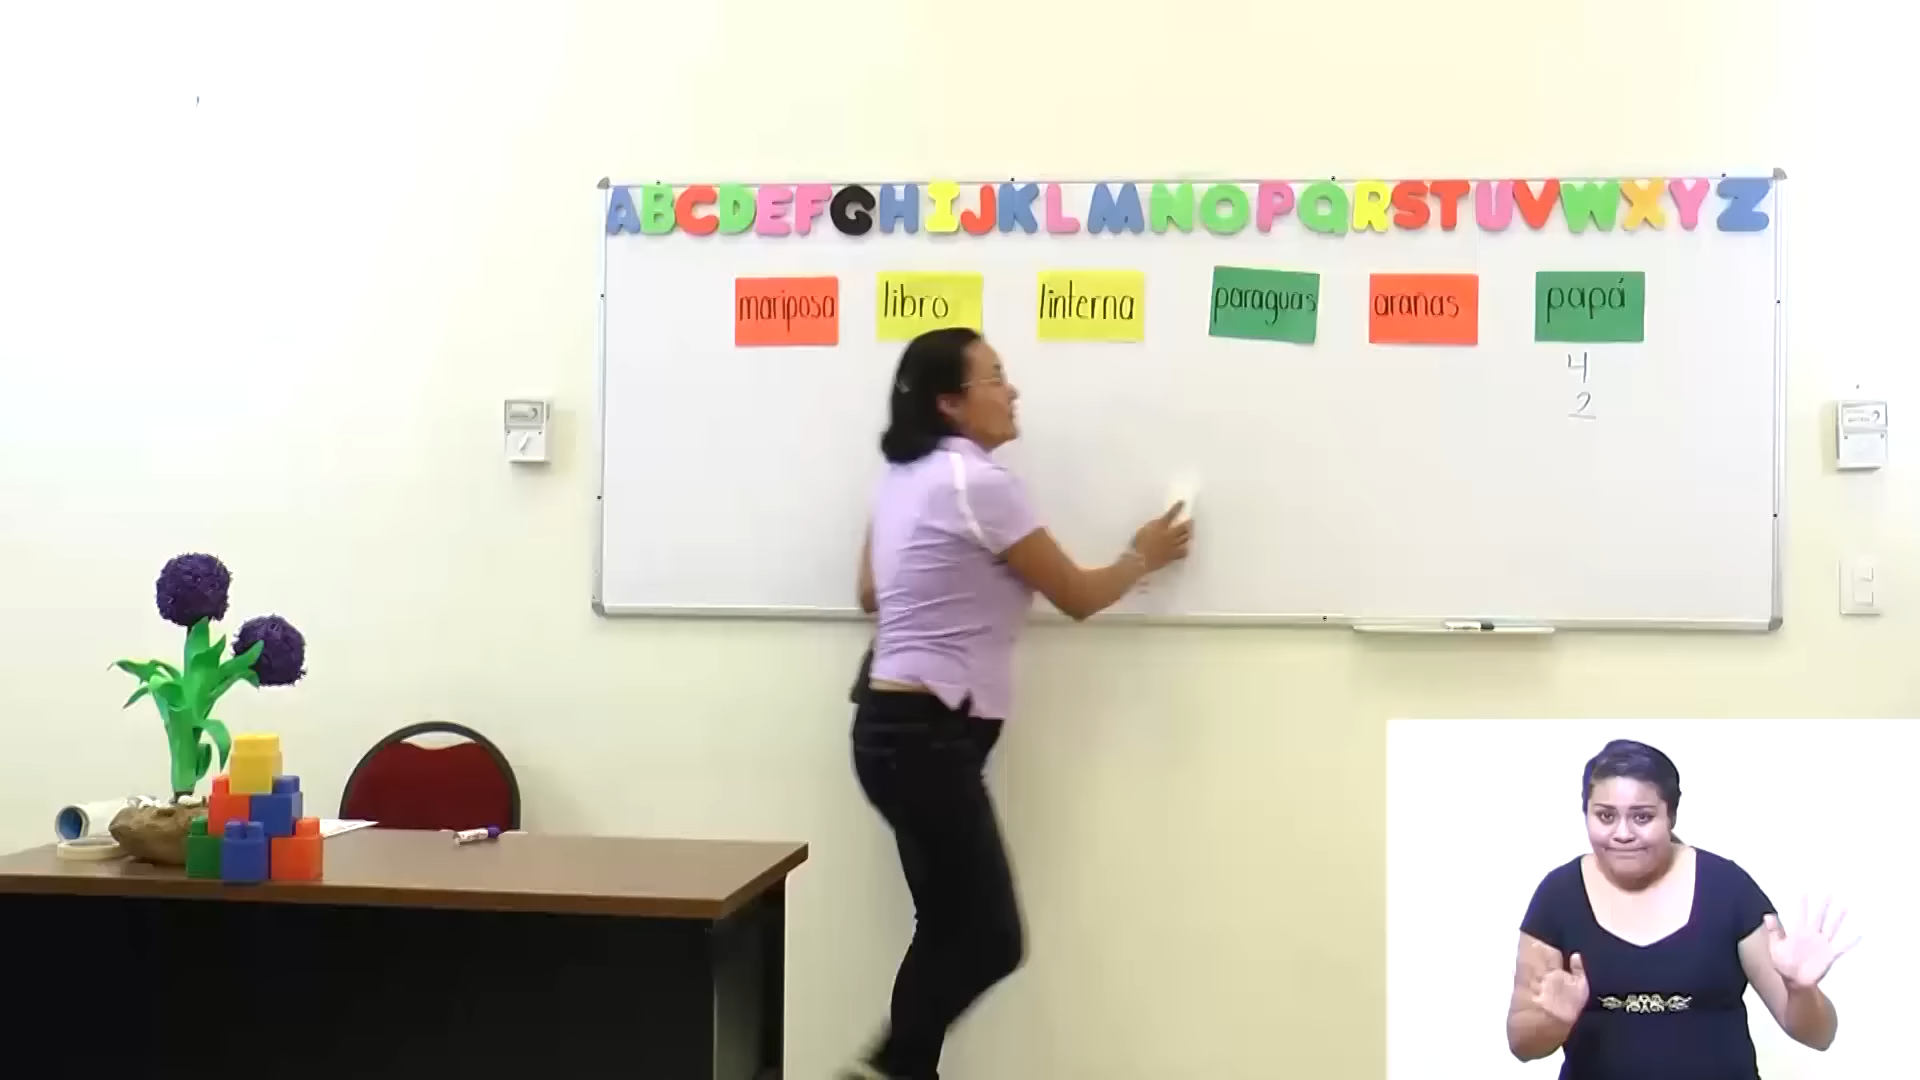 ABCDEFGHIJKLMNOPQRSTUVWXYZ
mariposa libro linterna paraguas arañas papá
4
2